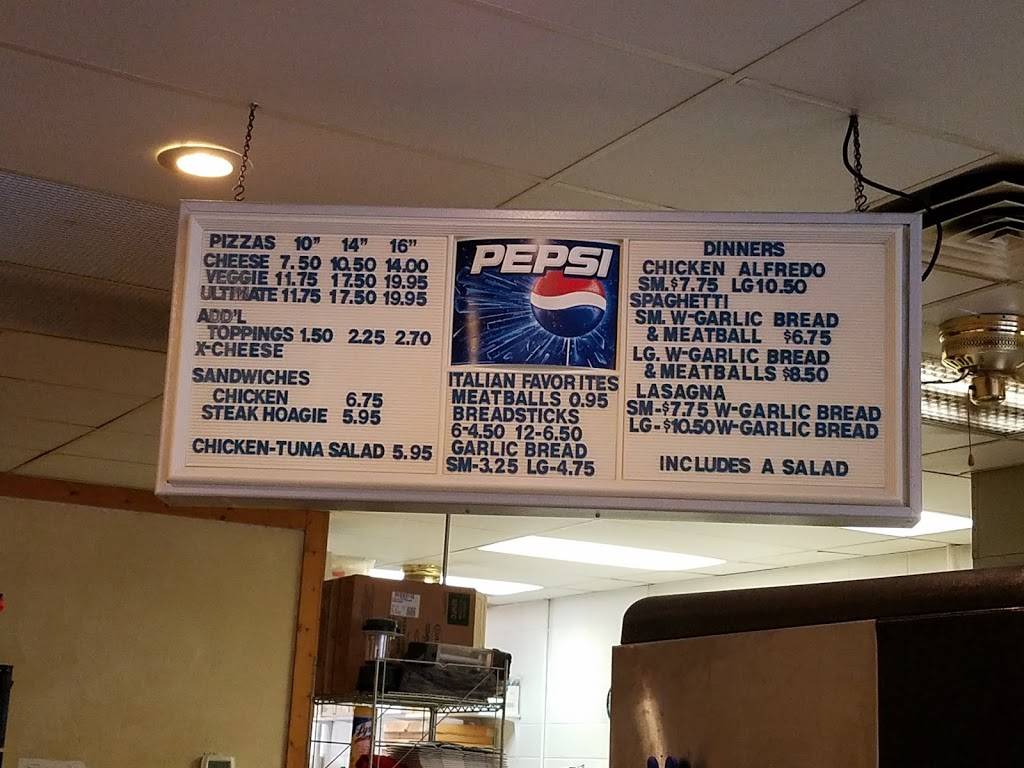 PIZZAS 10" 14" 16"
CHEESE 7.50 10.50 14.00
VEGGIE 11.75 17.50 19.95
ULTIMATE 11.75 17.50 19.95
ADD'L
TOPPINGS 1.50 2.25 2.70
X-CHEESE
SANDWICHES
CHICKEN 6.75
STEAK HOAGIE 5.95
CHICKEN-TUNA SALAD 5.95
PEPSI
ITALIAN FAVORITES
MEATBALLS 0.95
BREADSTICKS
6-4.50 12-6.50
GARLIC BREAD
SM-3.25 LG-4.75
DINNERS
CHICKEN ALFREDO
SM.$7.75 LG10.50
SPAGHETTI
SM. W-GARLIC BREAD
& MEATBALL $6.75
LG. W-GARLIC BREAD
& MEATBALLS $8.50
LASAGNA
SM-$7.75 W-GARLIC BREAD
LG-$10.50 W-GARLIC BREAD
INCLUDES A SALAD